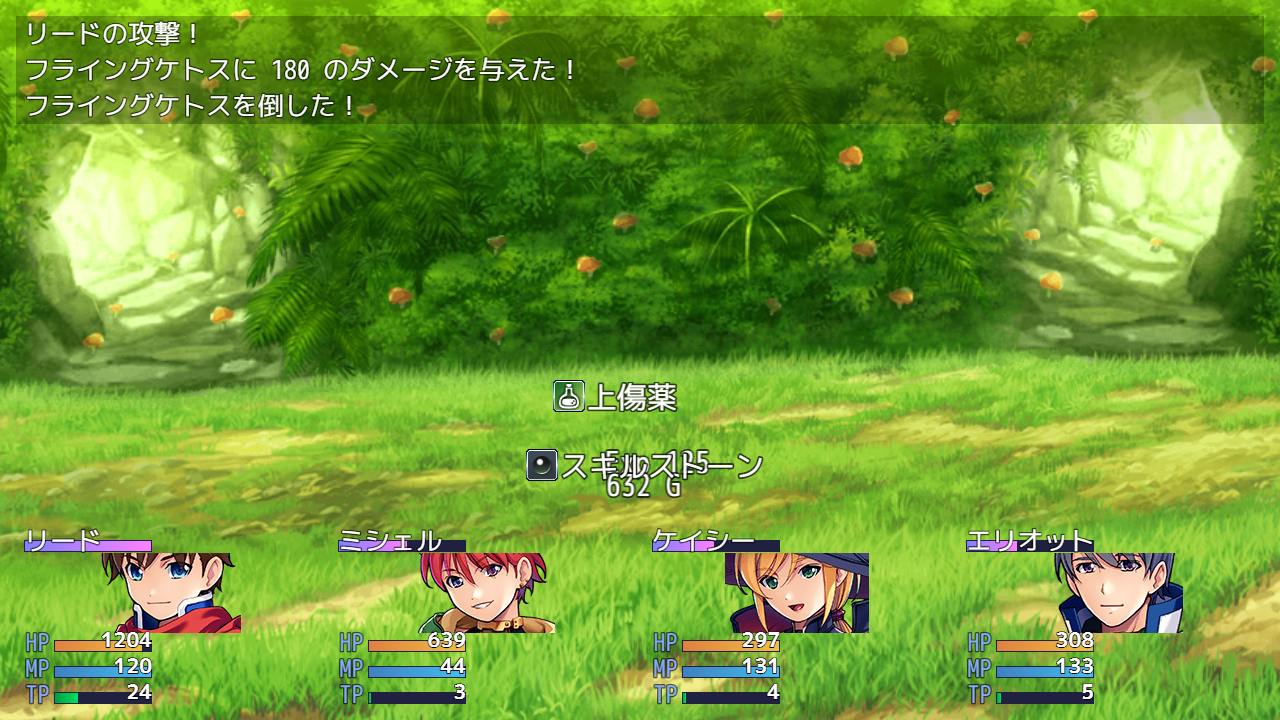 リードの攻撃！
フライングケトスに 180 のダメージを与えた！
フライングケトスを倒した！
上傷薬
スキルストーン
632 G
リード ミシェル ケイシー エリオット
HP 1204 HP 639 HP 297 HP 308
MP 120 MP 44 MP 131 MP 133
TP 24 TP 3 TP 4 TP 5